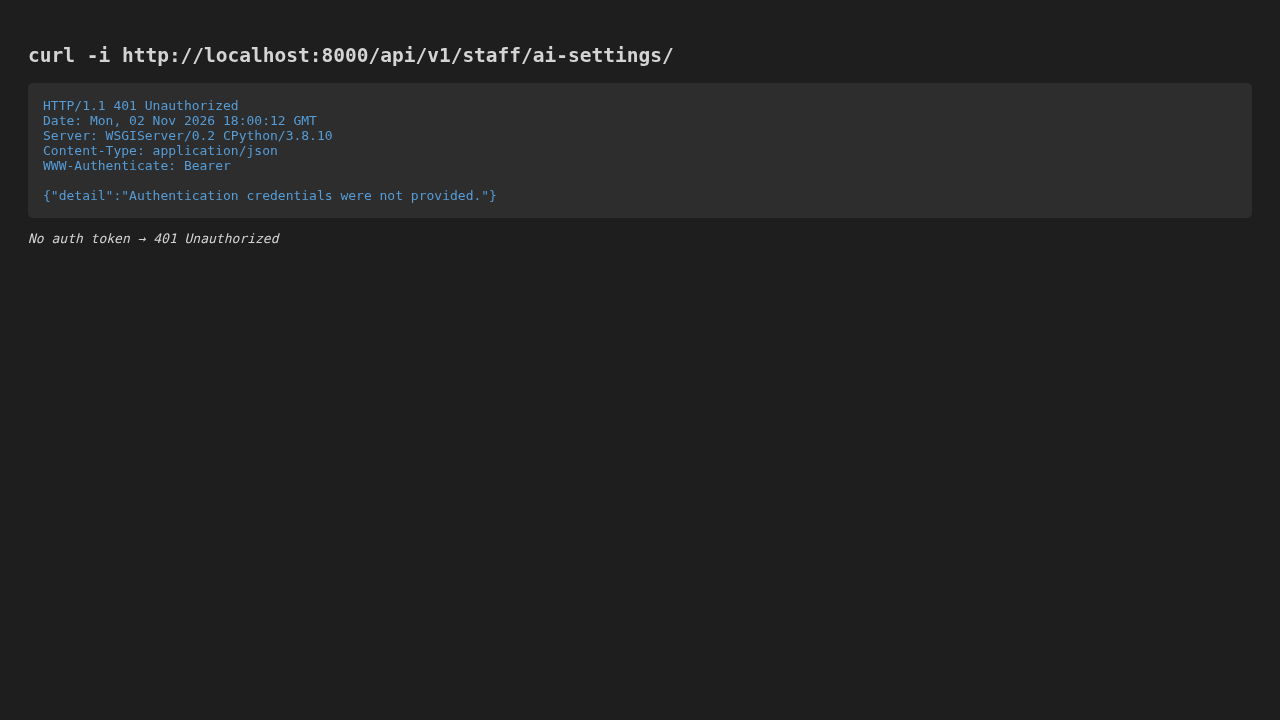 curl -i http://localhost:8000/api/v1/staff/ai-settings/
HTTP/1.1 401 Unauthorized
Date: Mon, 02 Nov 2026 18:00:12 GMT
Server: WSGIServer/0.2 CPython/3.8.10
Content-Type: application/json
WWW-Authenticate: Bearer
{"detail":"Authentication credentials were not provided."}
No auth token → 401 Unauthorized